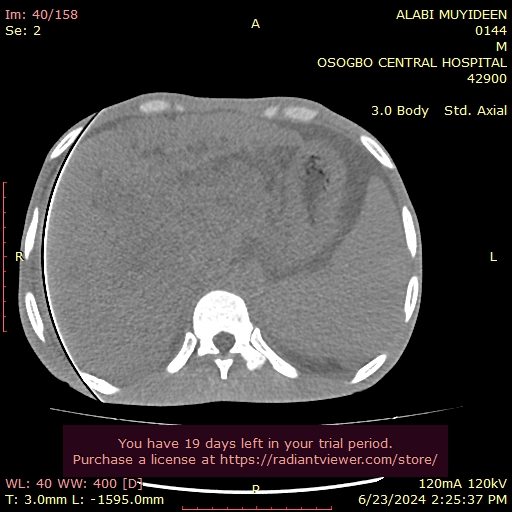 Im: 40/158
Se: 2
A
ALABI MUYIDEEN
0144
M
OSOGBO CENTRAL HOSPITAL
42900
3.0 Body Std. Axial
R
L
You have 19 days left in your trial period.
Purchase a license at https://radiantviewer.com/store/
WL: 40 WW: 400 [D]
T: 3.0mm L: -1595.0mm
P
120mA 120kV
6/23/2024 2:25:37 PM